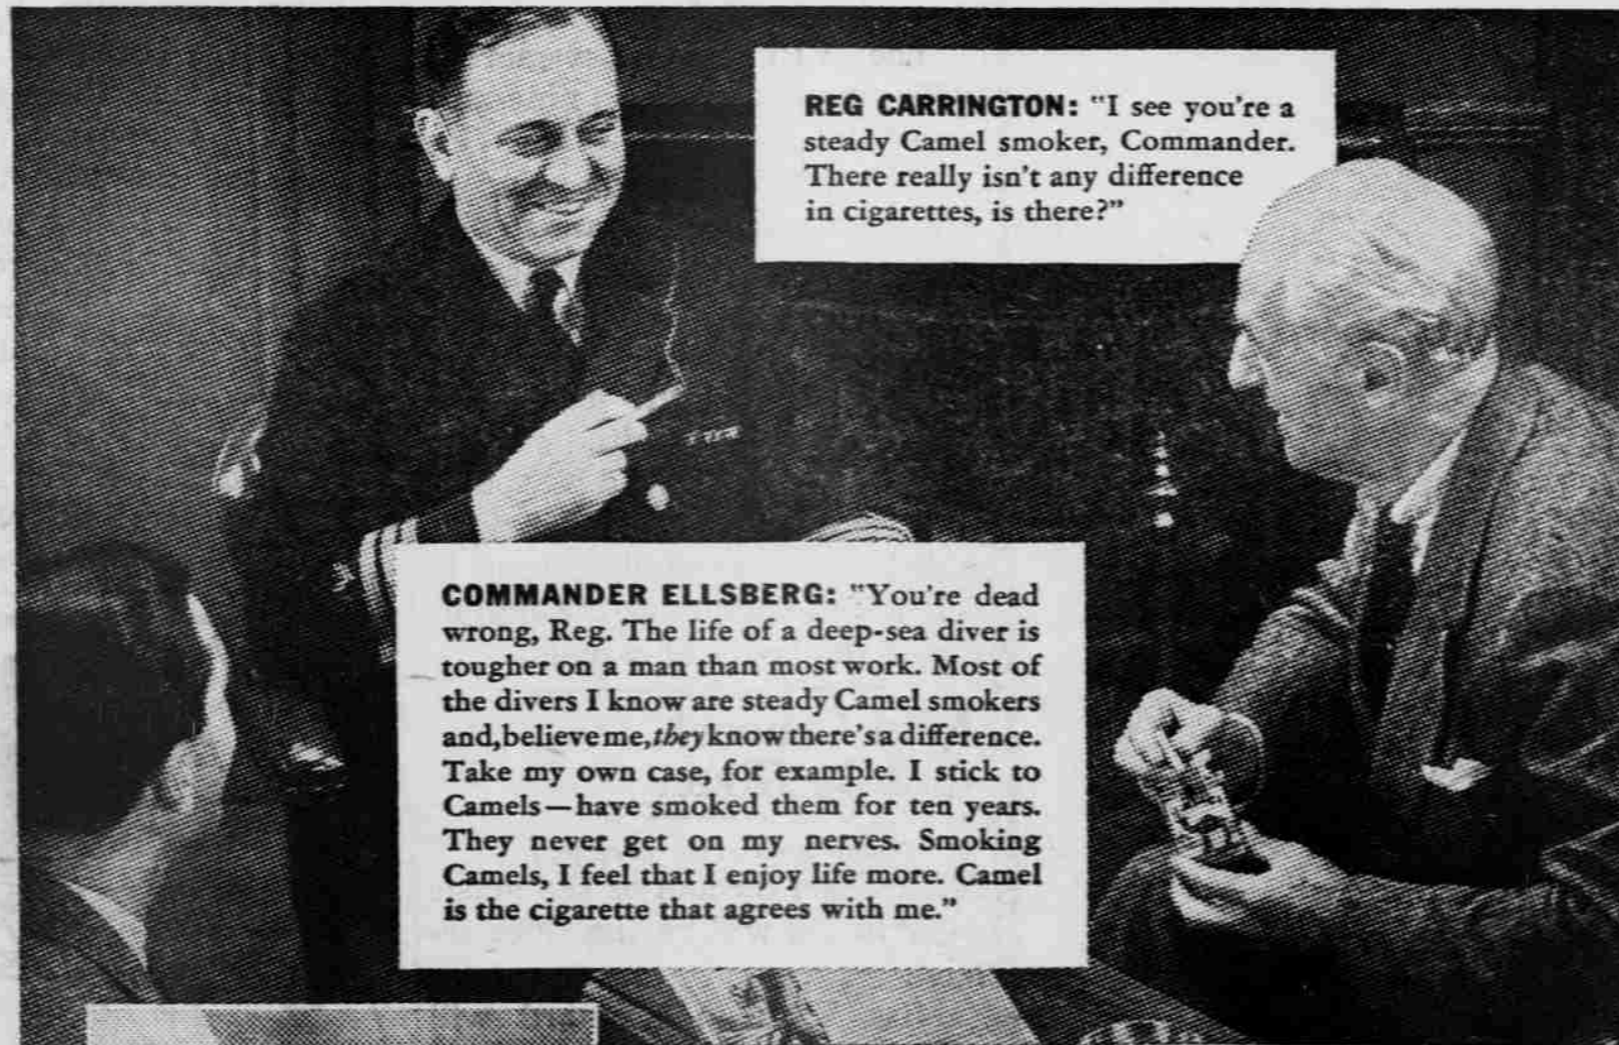 REG CARRINGTON: "I see you're a
steady Camel smoker, Commander.
There really isn't any difference
in cigarettes, is there?"
COMMANDER ELLSBERG: "You're dead
wrong, Reg. The life of a deep-sea diver is
tougher on a man than most work. Most of
the divers I know are steady Camel smokers
and, believe me, they know there's a difference.
Take my own case, for example. I stick to
Camels—have smoked them for ten years.
They never get on my nerves. Smoking
Camels, I feel that I enjoy life more. Camel
is the cigarette that agrees with me."